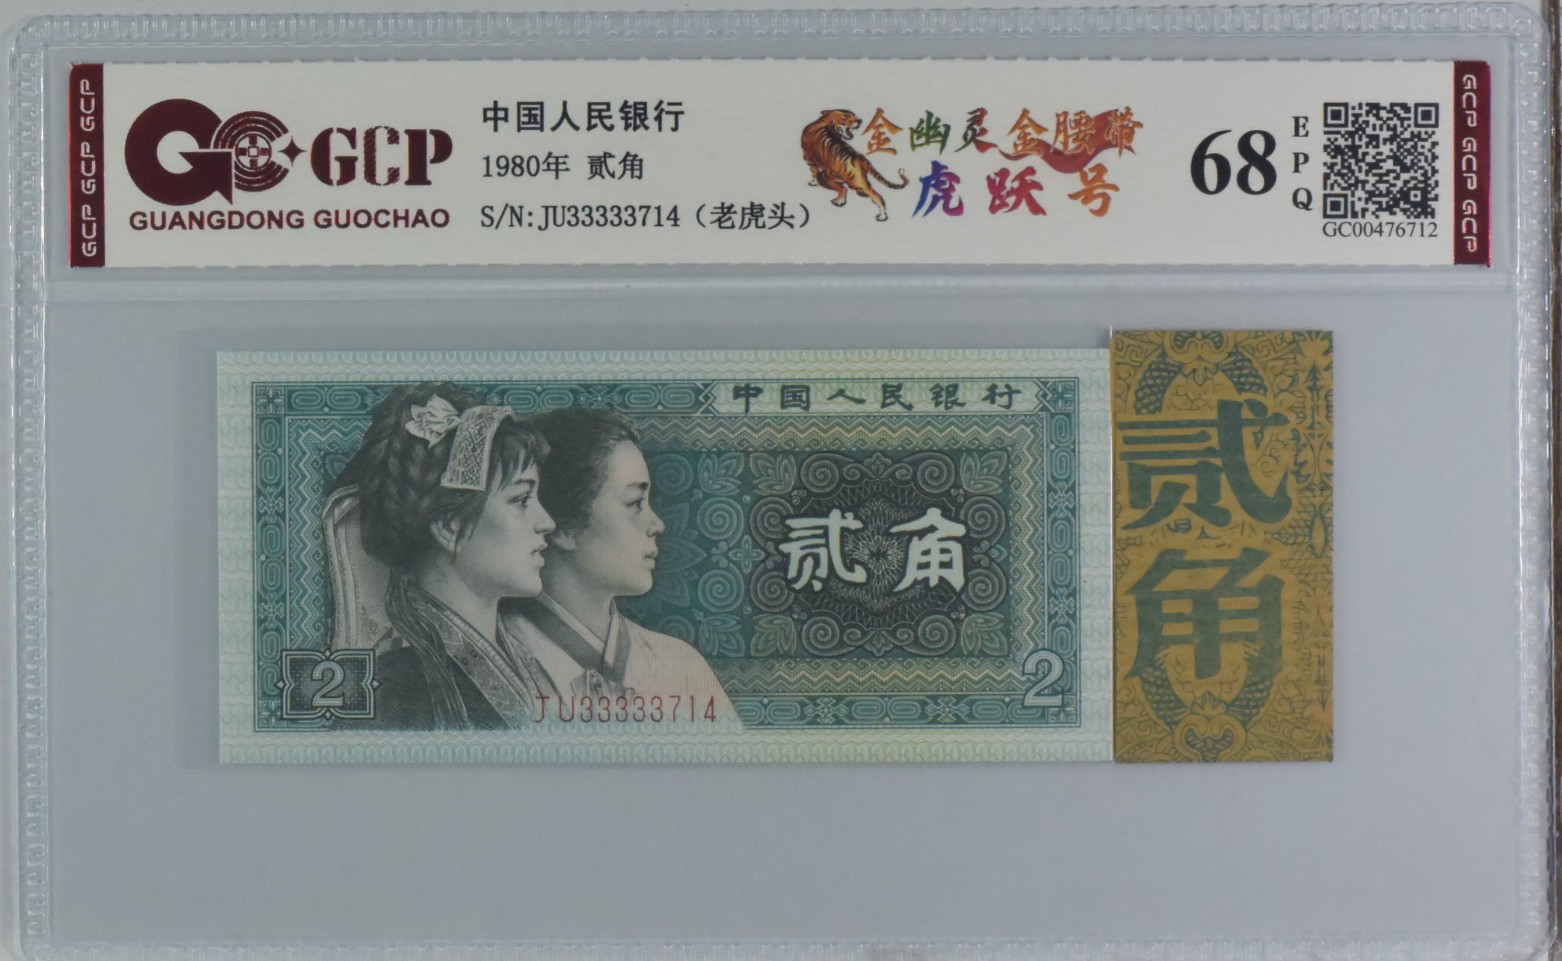 GCP GCP GCP
GCP
GUANGDONG GUOCHAO
中国人民银行
1980年 贰角
S/N:JU33333714（老虎头）
金幽灵金腰带
虎跃号
68
EPQ
GC00476712
GCP GCP GCP
中国人民银行
贰角
2
2
JU33333714
贰角